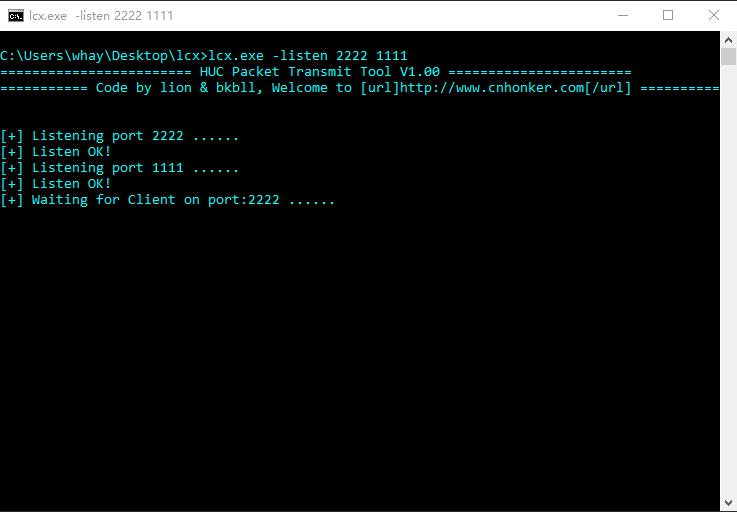 lcx.exe -listen 2222 1111
C:\Users\whay\Desktop\lcx>lcx.exe -listen 2222 1111
======================== HUC Packet Transmit Tool V1.00 =======================
=========== Code by lion & bkbll, Welcome to [url]http://www.cnhonker.com[/url] ==========
[+] Listening port 2222 ......
[+] Listen OK!
[+] Listening port 1111 ......
[+] Listen OK!
[+] Waiting for Client on port:2222 ......